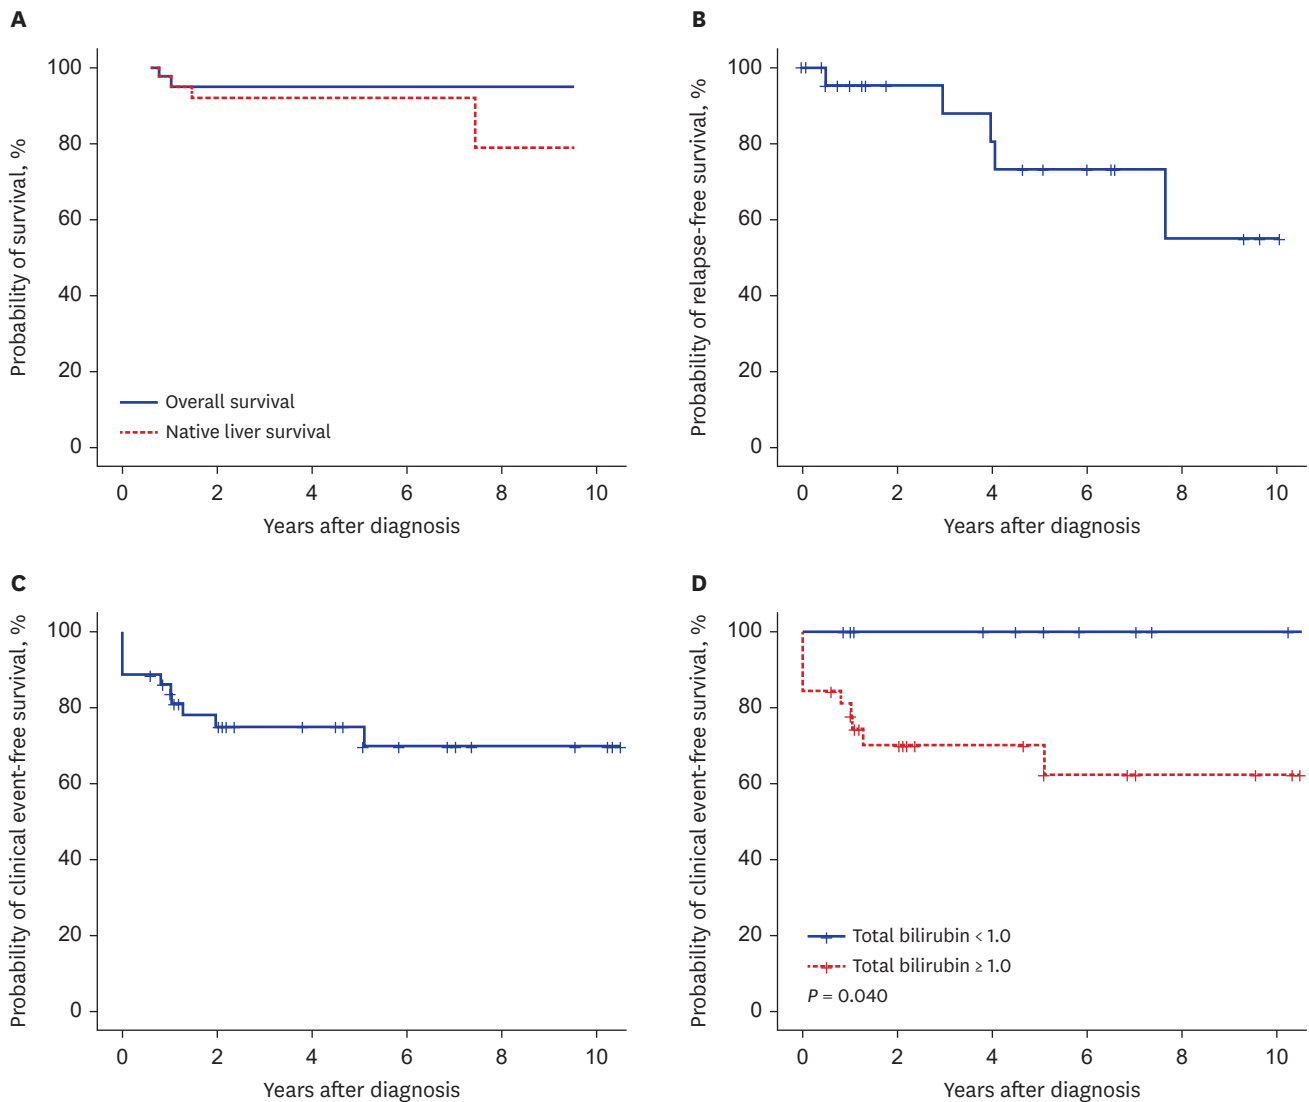 A
Probability of survival, %
100
80
60
40
20
0
Overall survival
Native liver survival
0 2 4 6 8 10
Years after diagnosis
B
Probability of relapse-free survival, %
100
80
60
40
20
0
0 2 4 6 8 10
Years after diagnosis
C
Probability of clinical event-free survival, %
100
80
60
40
20
0
0 2 4 6 8 10
Years after diagnosis
D
Probability of clinical event-free survival, %
100
80
60
40
20
0
Total bilirubin < 1.0
Total bilirubin ≥ 1.0
P = 0.040
0 2 4 6 8 10
Years after diagnosis